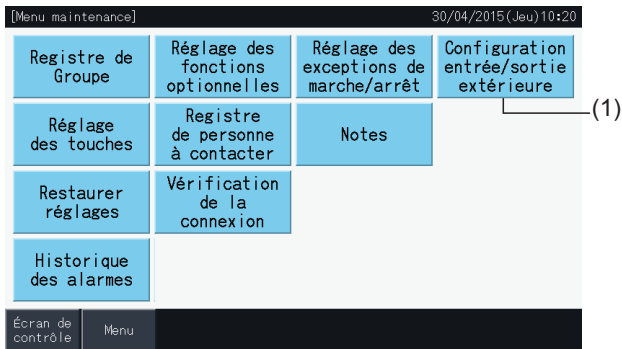 [Menu maintenance] 30/04/2015(Jeu)10:20
Registre de
Groupe
Réglage des
fonctions
optionnelles
Réglage des
exceptions de
marche/arrêt
Configuration
entrée/sortie
extérieure
(1)
Réglage
des touches
Registre
de personne
à contacter
Notes
Restaurer
réglages
Vérification
de la
connexion
Historique
des alarmes
Écran de
contrôle
Menu